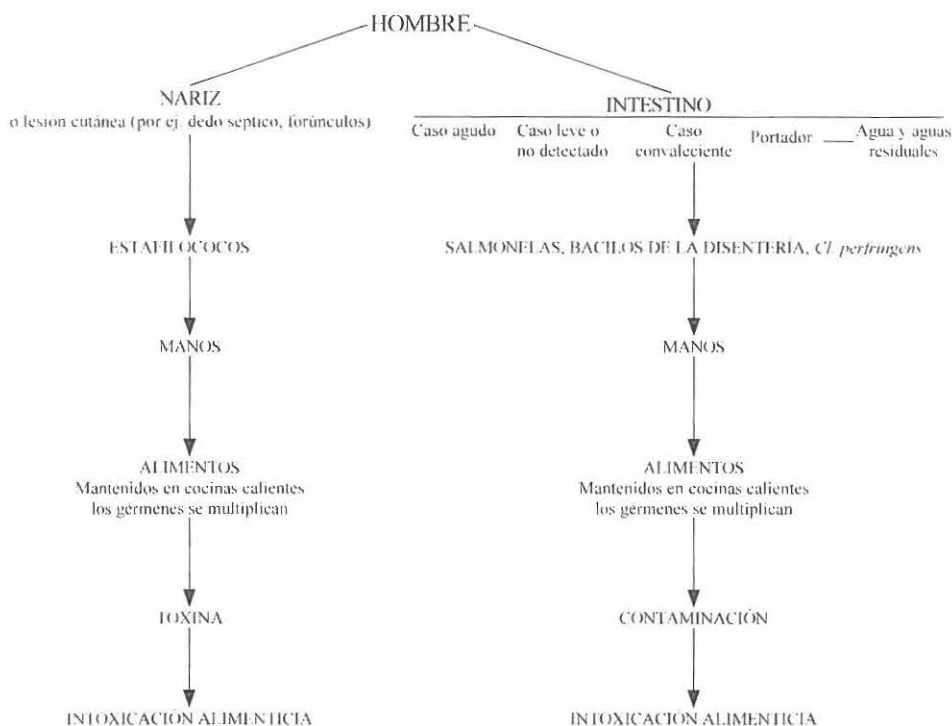 HOMBRE
NARIZ
o lesión cutánea (por ej. dedo septico, forúnculos)
INTESTINO
Caso agudo
Caso leve o
no detectado
Caso
convaleciente
Portador
Agua y aguas
residuales
ESTAFILOCOCOS
SALMONELAS, BACILOS DE LA DISENTERÍA, Cl. perfringens
MANOS
MANOS
ALIMENTOS
Mantenidos en cocinas calientes
los gérmenes se multiplican
ALIMENTOS
Mantenidos en cocinas calientes
los gérmenes se multiplican
TOXINA
CONTAMINACIÓN
INTOXICACIÓN ALIMENTICIA
INTOXICACIÓN ALIMENTICIA